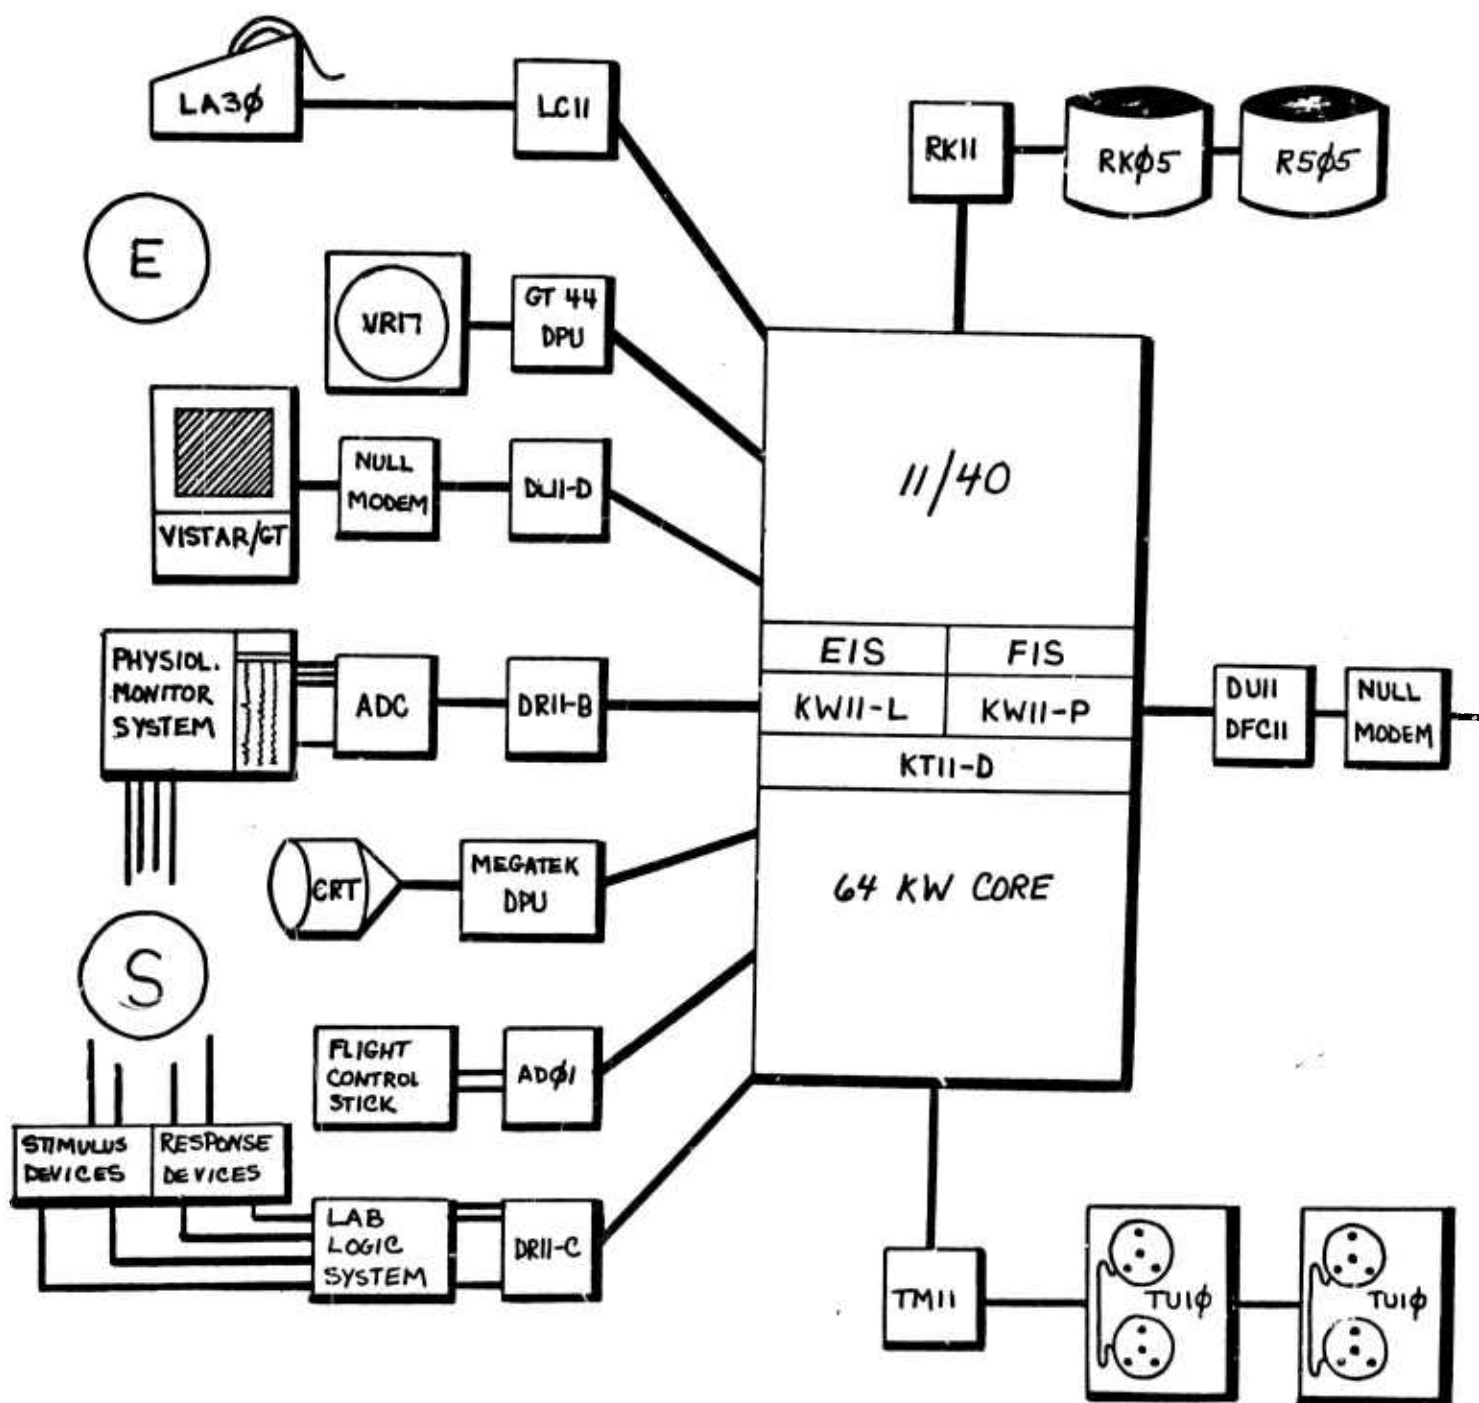 LA3Ø
LC11
RK11
RKØ5
R5Ø5
E
VR17
GT 44
DPU
11/40
VISTAR/GT
NULL
MODEM
DL11-D
EIS
FIS
KW11-L
KW11-P
KT11-D
64 KW CORE
PHYSIOL.
MONITOR
SYSTEM
ADC
DR11-B
DU11
DFC11
NULL
MODEM
CRT
MEGATEK
DPU
S
FLIGHT
CONTROL
STICK
ADØ1
STIMULUS
DEVICES
RESPONSE
DEVICES
LAB
LOGIC
SYSTEM
DR11-C
TM11
TU1Ø
TU1Ø